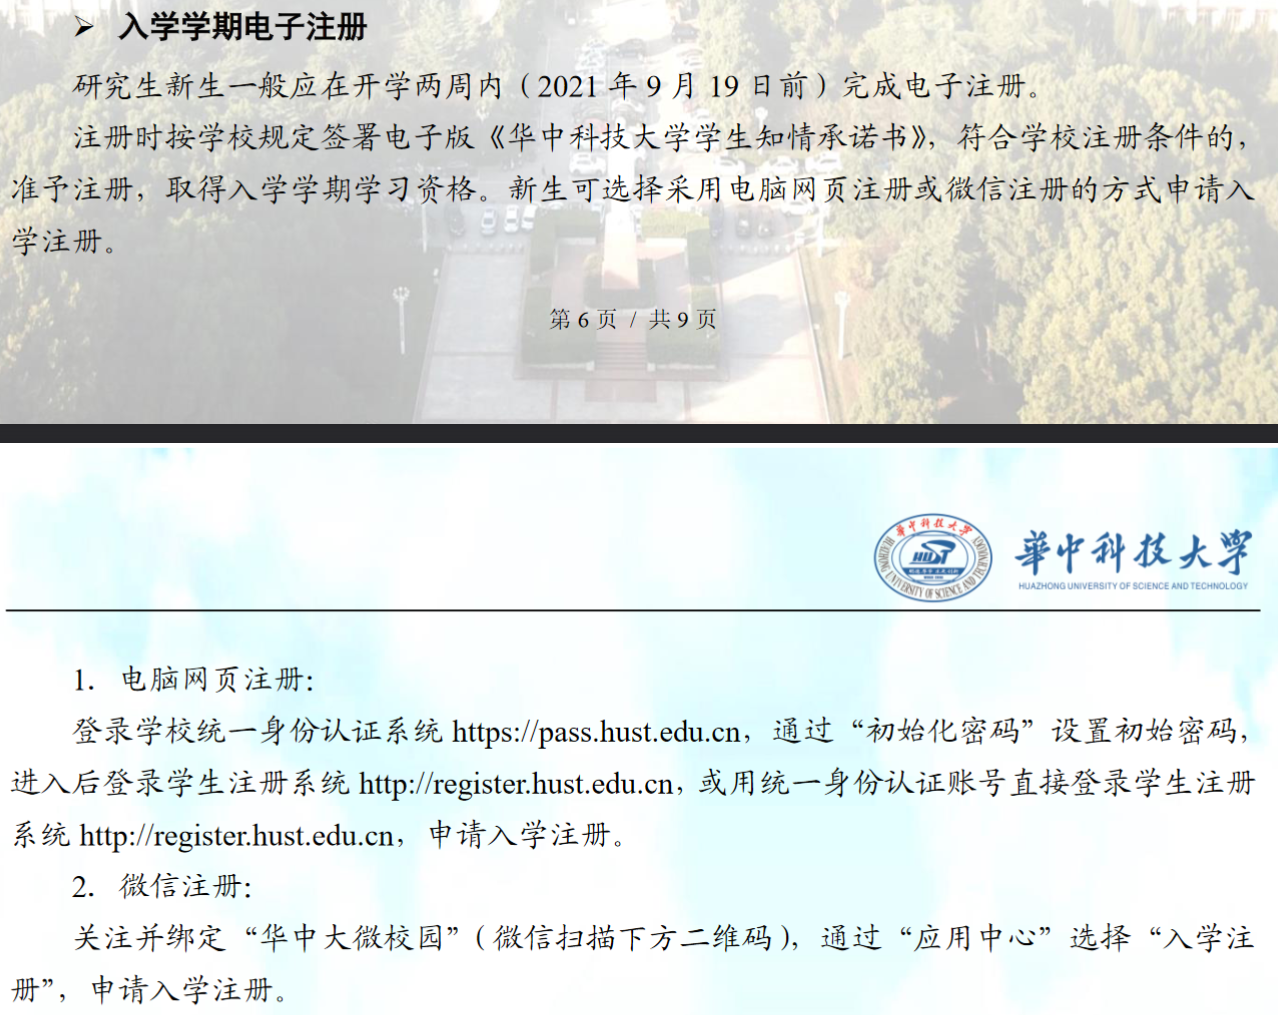 ➢ 入学学期电子注册
研究生新生一般应在开学两周内（2021 年 9 月 19 日前）完成电子注册。
注册时按学校规定签署电子版《华中科技大学学生知情承诺书》，符合学校注册条件的，
准予注册，取得入学学期学习资格。新生可选择采用电脑网页注册或微信注册的方式申请入
学注册。
第 6 页 / 共 9 页
華中科技大学
HUAZHONG UNIVERSITY OF SCIENCE AND TECHNOLOGY
HUST
華中科技大學
HUAZHONG UNIVERSITY OF SCIENCE AND TECHNOLOGY
1. 电脑网页注册：
登录学校统一身份认证系统 https://pass.hust.edu.cn，通过“初始化密码”设置初始密码，
进入后登录学生注册系统 http://register.hust.edu.cn，或用统一身份认证账号直接登录学生注册
系统 http://register.hust.edu.cn，申请入学注册。
2. 微信注册：
关注并绑定“华中大微校园”（微信扫描下方二维码），通过“应用中心”选择“入学注
册”，申请入学注册。